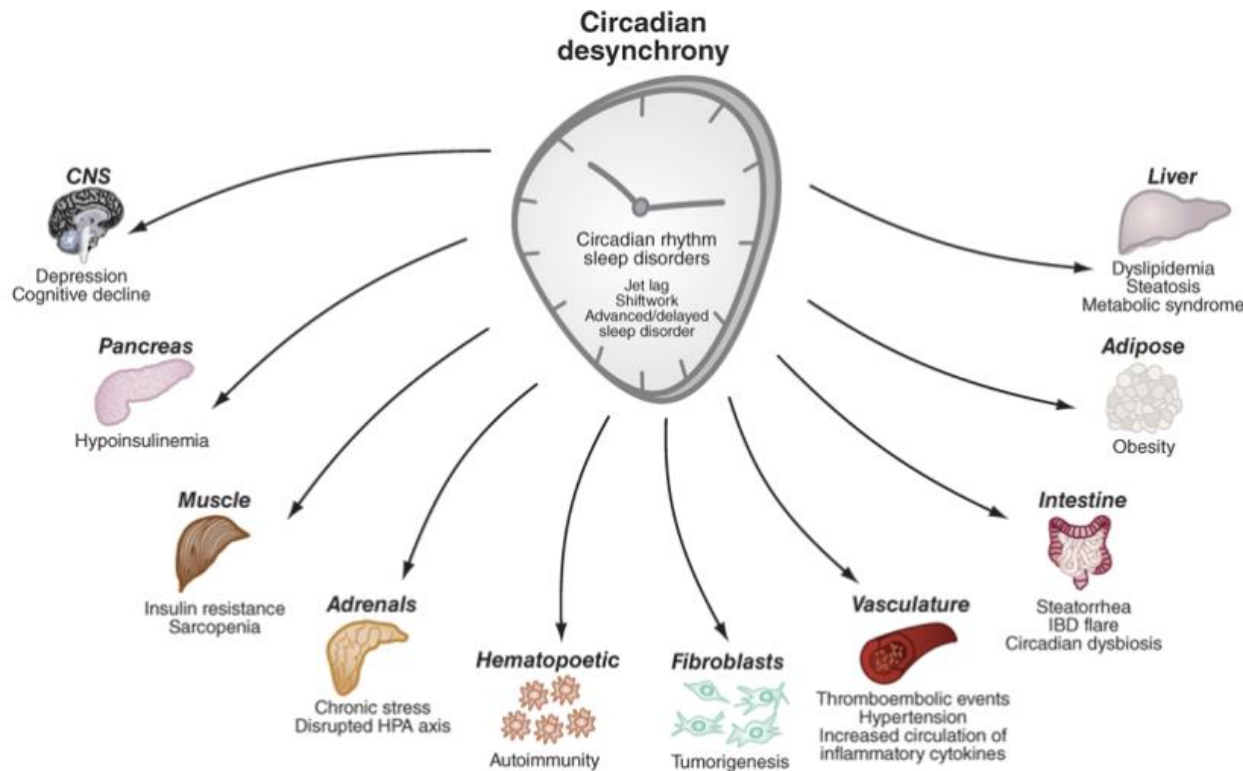 Circadian
desynchrony
Circadian rhythm
sleep disorders
Jet lag
Shiftwork
Advanced/delayed
sleep disorder
CNS
Depression
Cognitive decline
Pancreas
Hypoinsulinemia
Muscle
Insulin resistance
Sarcopenia
Adrenals
Chronic stress
Disrupted HPA axis
Hematopoetic
Autoimmunity
Fibroblasts
Tumorigenesis
Vasculature
Thromboembolic events
Hypertension
Increased circulation of
inflammatory cytokines
Intestine
Steatorrhea
IBD flare
Circadian dysbiosis
Adipose
Obesity
Liver
Dyslipidemia
Steatosis
Metabolic syndrome